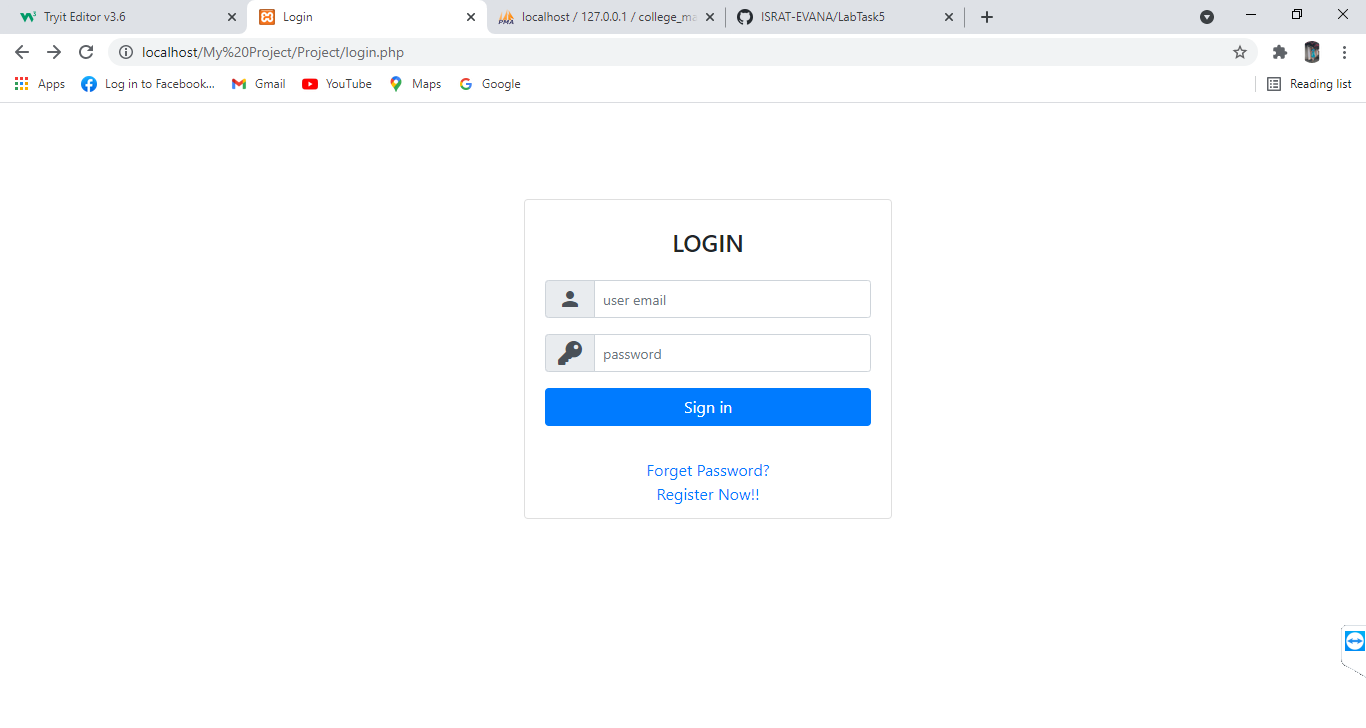 Tryit Editor v3.6
Login
localhost / 127.0.0.1 / college_ma
ISRAT-EVANA/LabTask5
localhost/My%20Project/Project/login.php
Apps
Log in to Facebook...
Gmail
YouTube
Maps
Google
Reading list
LOGIN
user email
password
Sign in
Forget Password?
Register Now!!